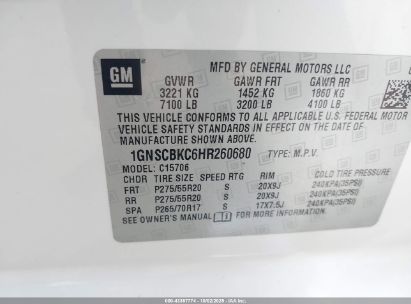 GM
MFD BY GENERAL MOTORS LLC
GVWR GAWR FRT GAWR RR
3221 KG 1452 KG 1860 KG
7100 LB 3200 LB 4100 LB
THIS VEHICLE CONFORMS TO ALL APPLICABLE U.S. FEDERAL MOTOR
VEHICLE SAFETY STANDARDS IN EFFECT ON THE DATE OF
MANUFACTURE SHOWN ABOVE.
1GNSCBKC6HR260680 TYPE: M.P.V.
MODEL: C15706
CHDR TIRE SIZE SPEED RTG RIM COLD TIRE PRESSURE
FRT P275/55R20 S 20X9J 240KPA(35PSI)
RR P275/55R20 S 20X9J 240KPA(35PSI)
SPA P265/70R17 S 17X7.5J 240KPA(35PSI)
SEE OWNER'S MANUAL FOR MORE INFORMATION.